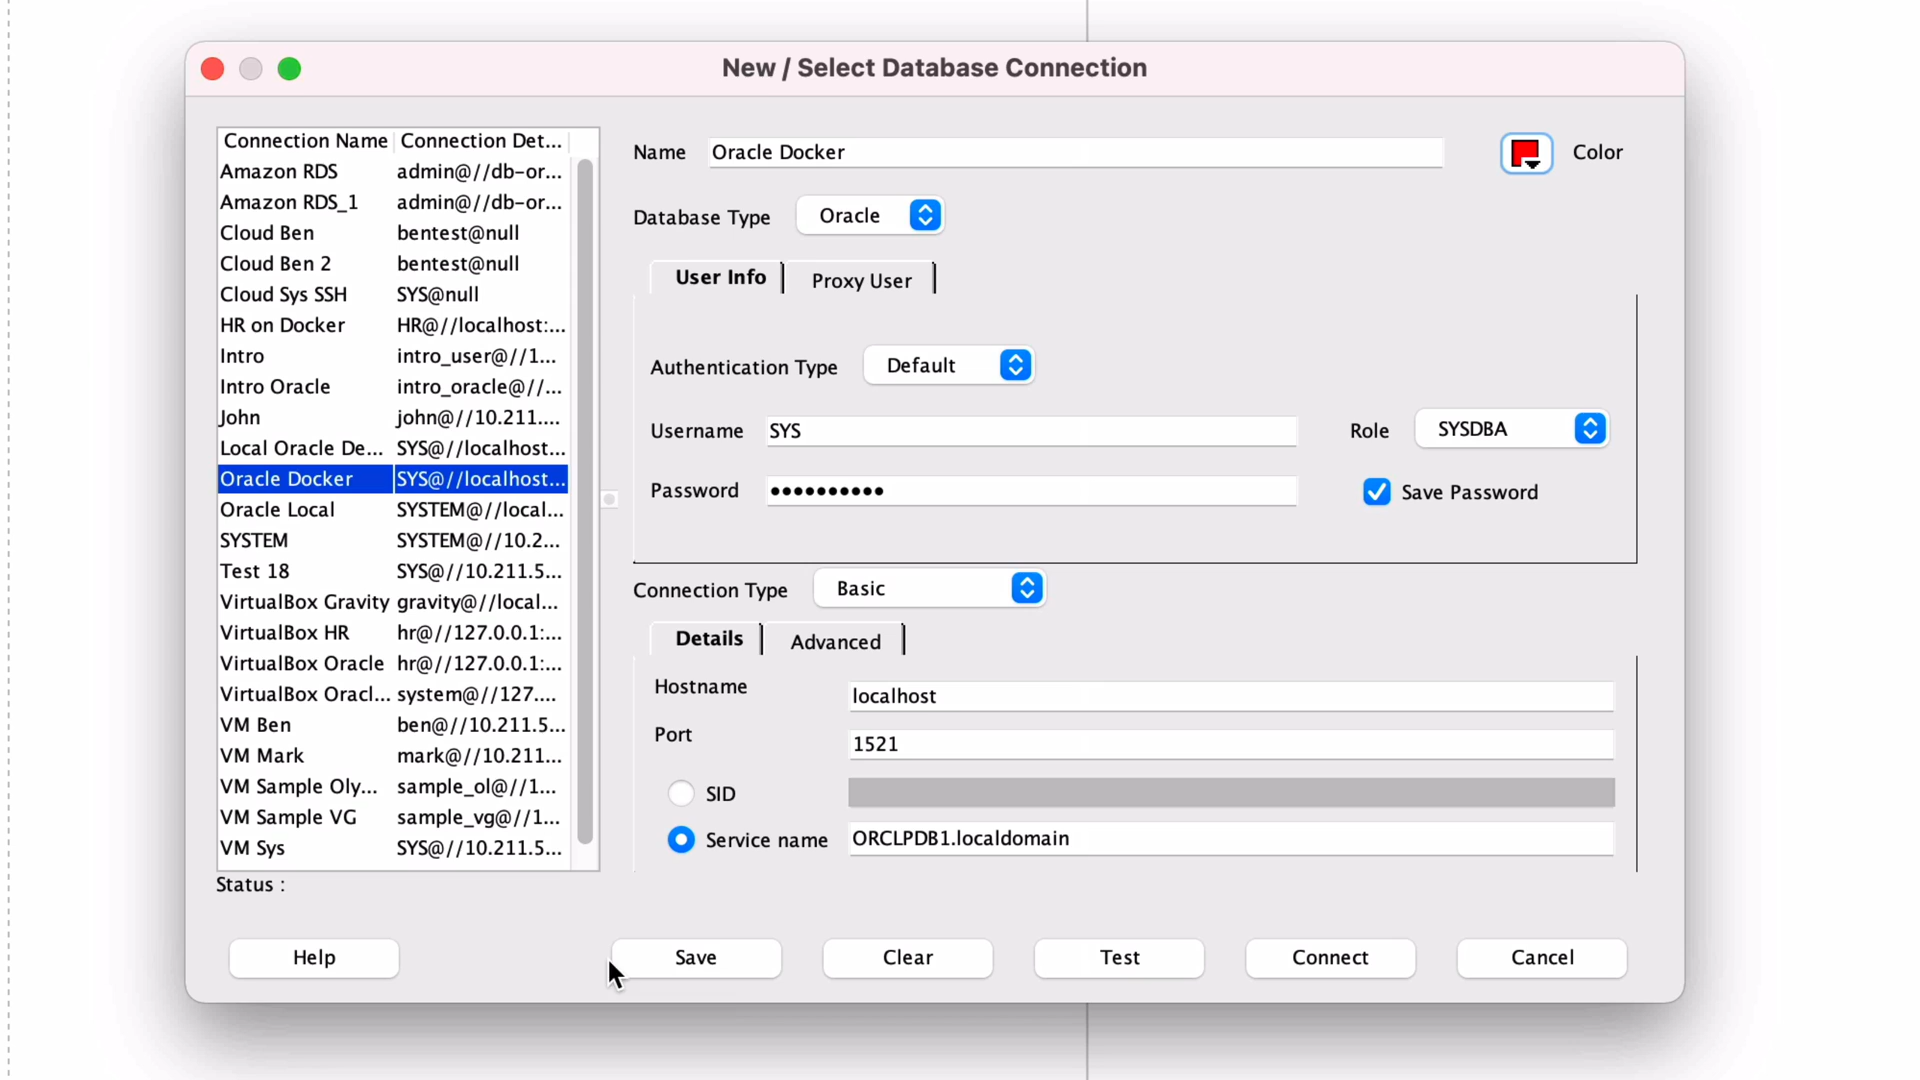 New / Select Database Connection
Connection Name Connection Det...
Amazon RDS admin@//db-or...
Amazon RDS_1 admin@//db-or...
Cloud Ben bentest@null
Cloud Ben 2 bentest@null
Cloud Sys SSH SYS@null
HR on Docker HR@//localhost:...
Intro intro_user@//1...
Intro Oracle intro_oracle@//...
John john@//10.211....
Local Oracle De... SYS@//localhost...
Oracle Docker SYS@//localhost...
Oracle Local SYSTEM@//local...
SYSTEM SYSTEM@//10.2...
Test 18 SYS@//10.211.5...
VirtualBox Gravity gravity@//local...
VirtualBox HR hr@//127.0.0.1:...
VirtualBox Oracle hr@//127.0.0.1:...
VirtualBox Oracl... system@//127....
VM Ben ben@//10.211.5...
VM Mark mark@//10.211...
VM Sample Oly... sample_ol@//1...
VM Sample VG sample_vg@//1...
VM Sys SYS@//10.211.5...
Status :
Name Oracle Docker Color
Database Type Oracle
User Info Proxy User
Authentication Type Default
Username SYS Role SYSDBA
Password •••••••••• Save Password
Connection Type Basic
Details Advanced
Hostname localhost
Port 1521
SID
Service name ORCLPDB1.localdomain
Help Save Clear Test Connect Cancel